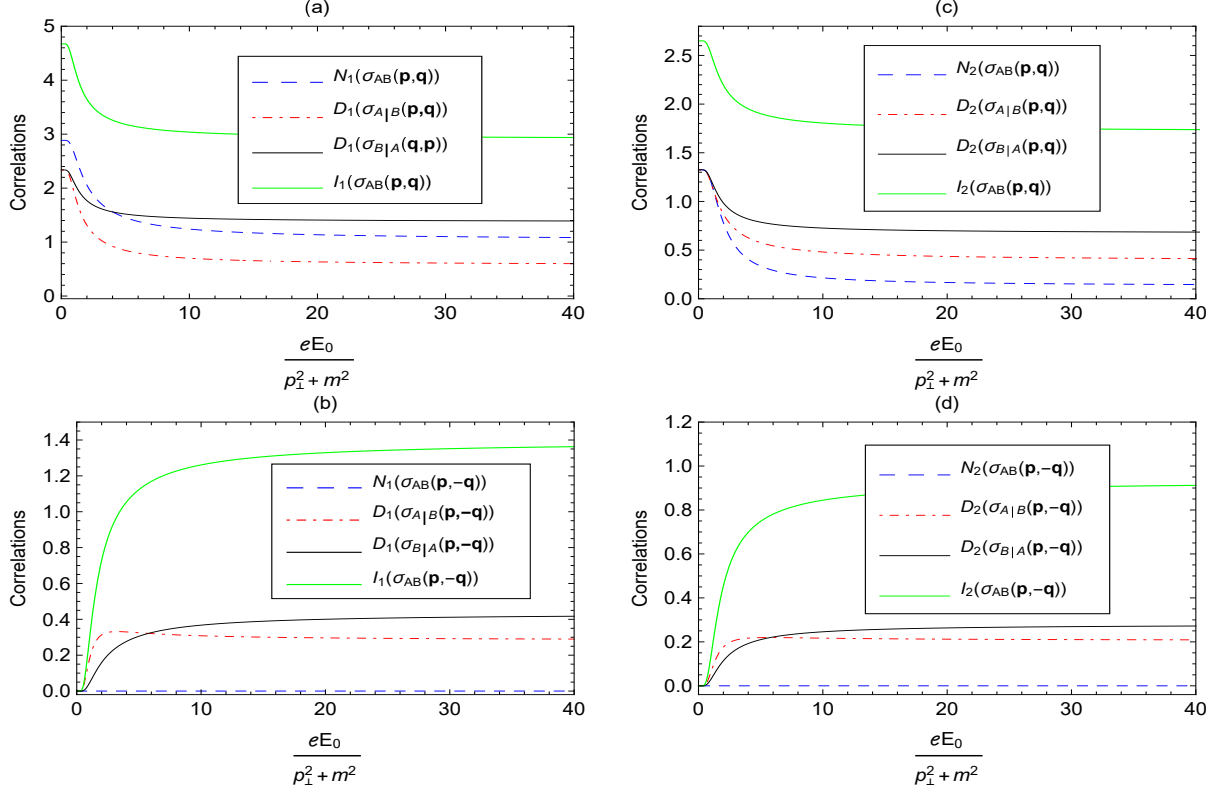 (a)
Correlations
5
4
3
2
1
0
N₁(σAB(p,q))
D₁(σA|B(p,q))
D₁(σB|A(q,p))
I₁(σAB(p,q))
0 10 20 30 40
eE₀
p⊥² + m²
(c)
Correlations
2.5
2.0
1.5
1.0
0.5
0.0
N₂(σAB(p,q))
D₂(σA|B(p,q))
D₂(σB|A(p,q))
I₂(σAB(p,q))
0 10 20 30 40
eE₀
p⊥² + m²
(b)
Correlations
1.4
1.2
1.0
0.8
0.6
0.4
0.2
0.0
N₁(σAB(p,-q))
D₁(σA|B(p,-q))
D₁(σB|A(p,-q))
I₁(σAB(p,-q))
0 10 20 30 40
eE₀
p⊥² + m²
(d)
Correlations
1.2
1.0
0.8
0.6
0.4
0.2
0.0
N₂(σAB(p,-q))
D₂(σA|B(p,-q))
D₂(σB|A(p,-q))
I₂(σAB(p,-q))
0 10 20 30 40
eE₀
p⊥² + m²